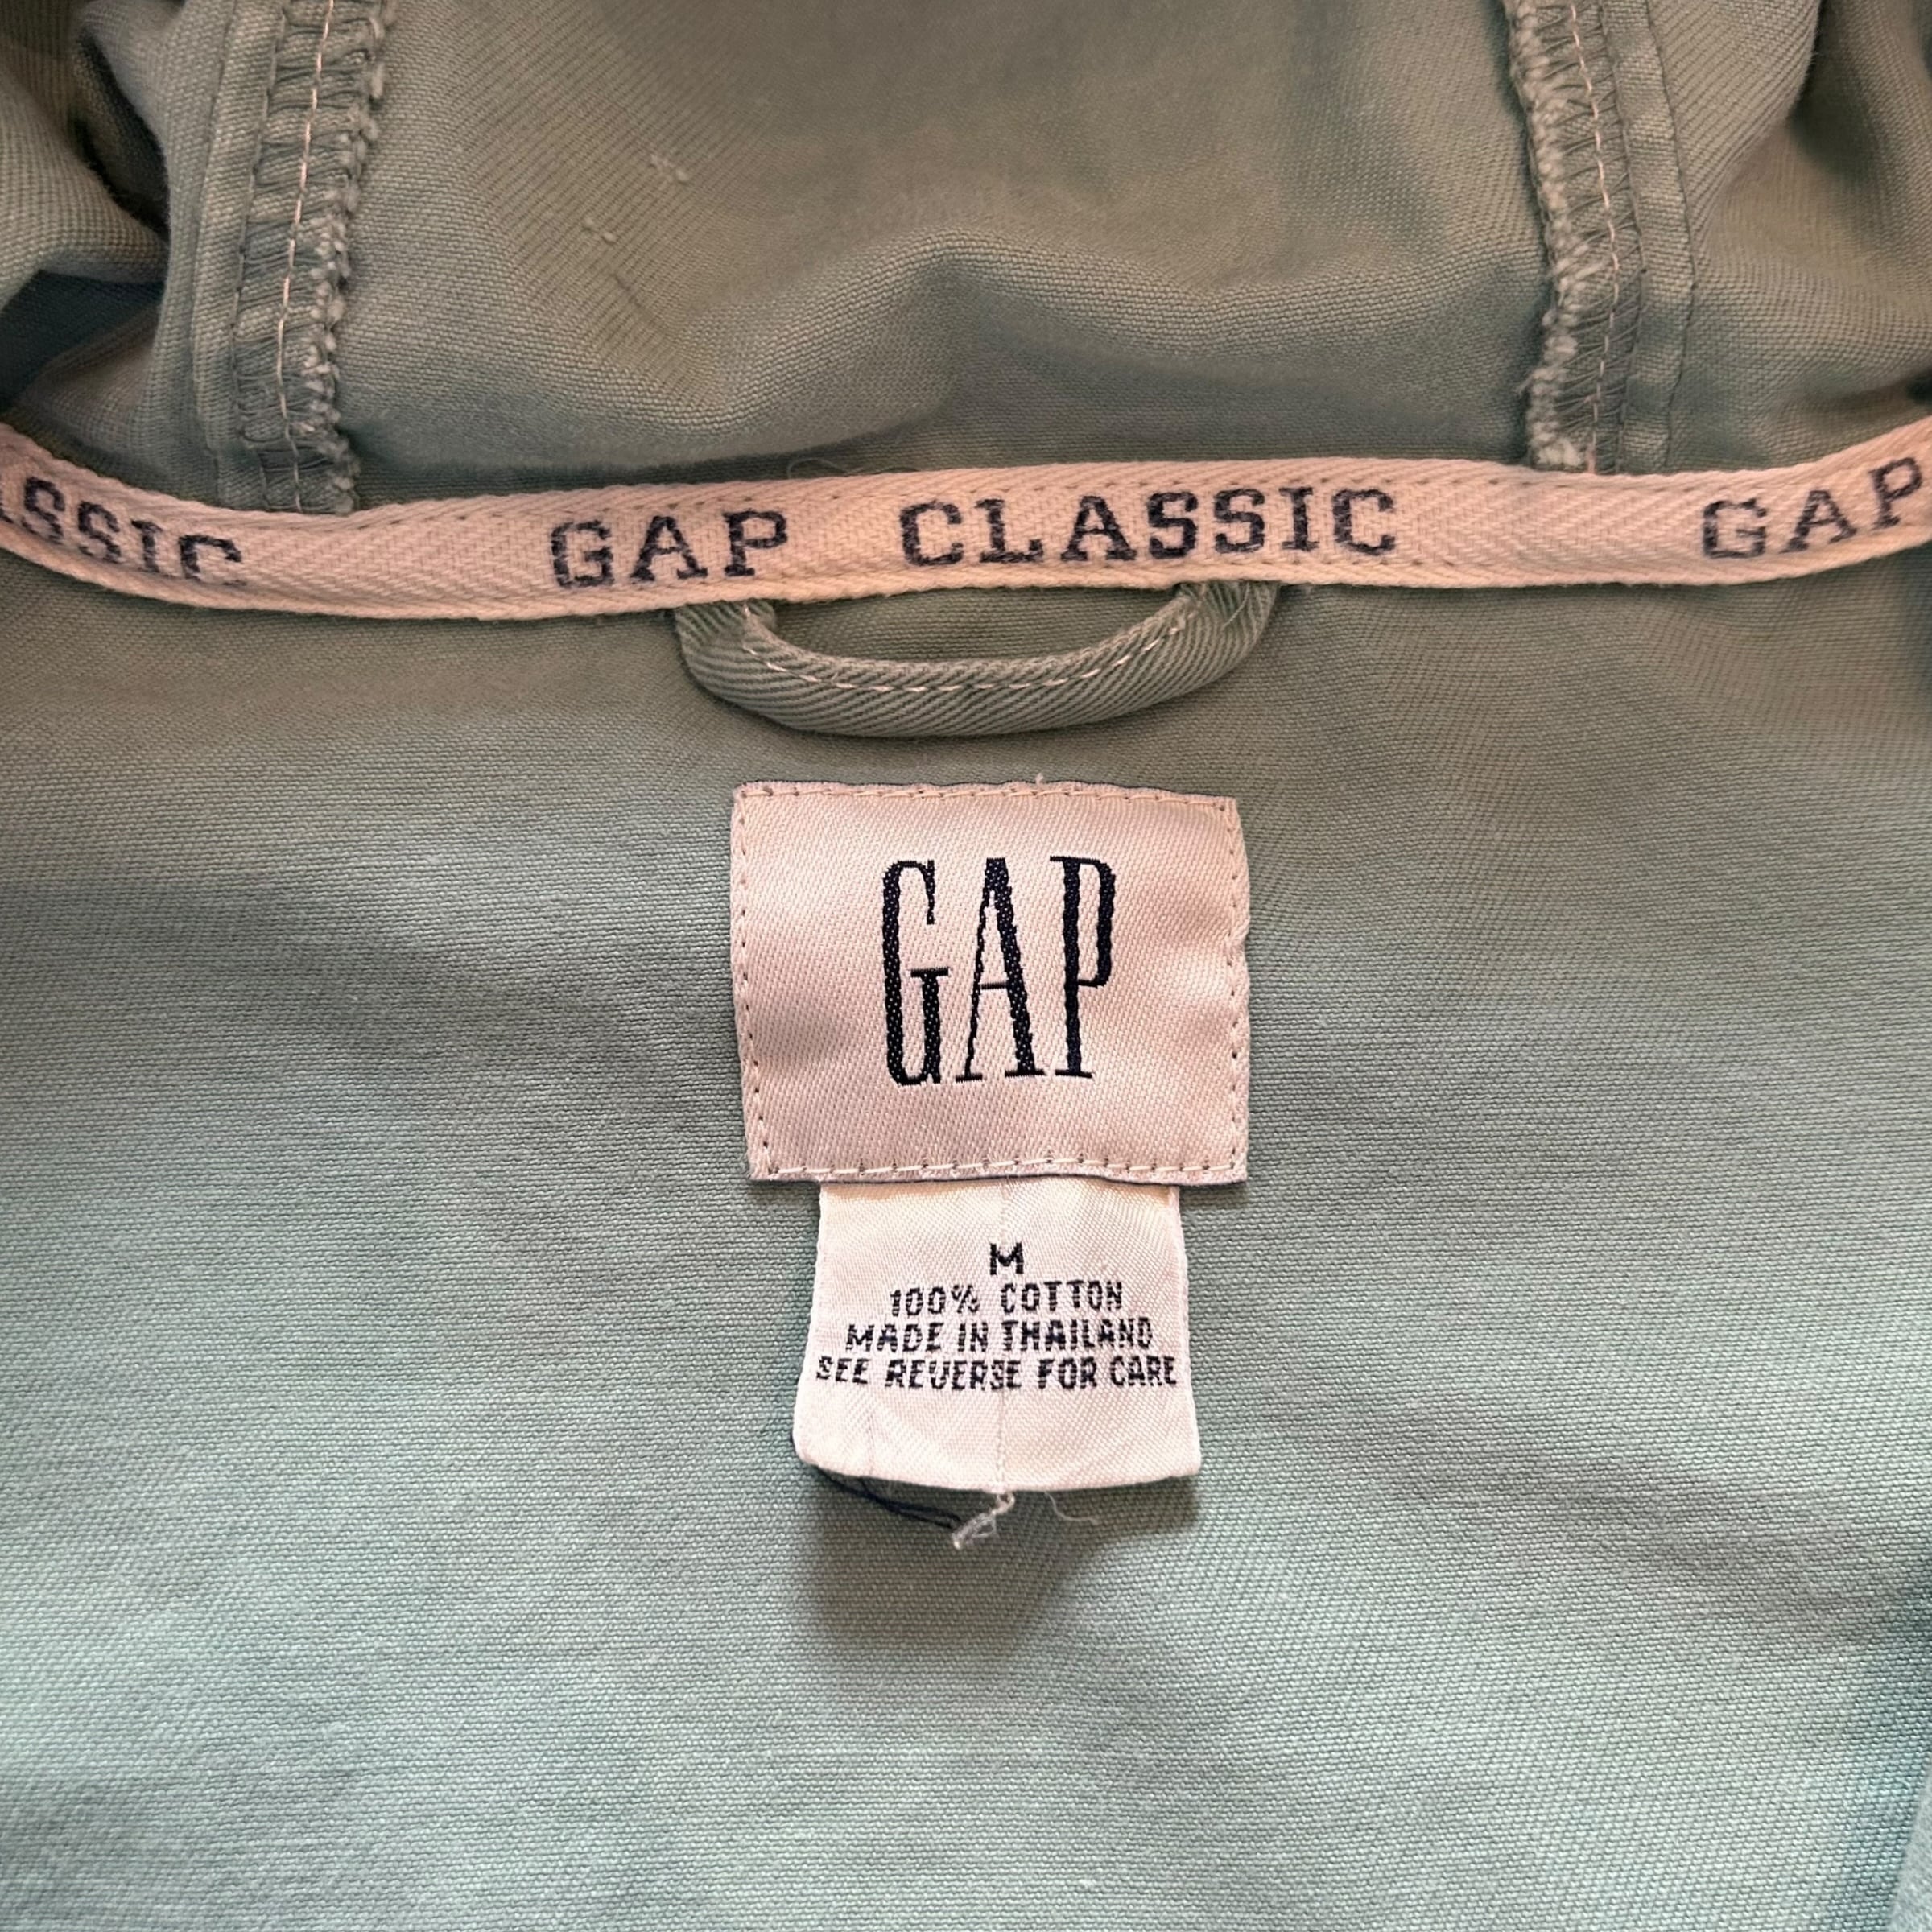 ASSIC GAP CLASSIC GAP
GAP
M
100% COTTON
MADE IN THAILAND
SEE REVERSE FOR CARE